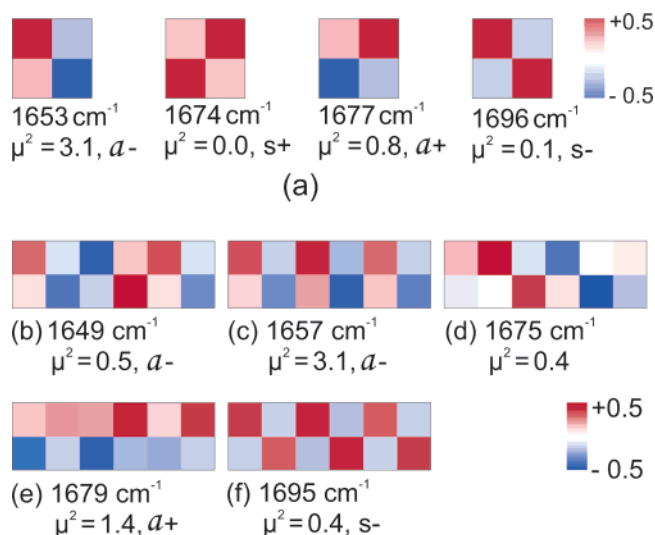 +0.5
- 0.5
1653 cm⁻¹
μ² = 3.1, a-
1674 cm⁻¹
μ² = 0.0, s+
1677 cm⁻¹
μ² = 0.8, a+
1696 cm⁻¹
μ² = 0.1, s-
(a)
(b) 1649 cm⁻¹
μ² = 0.5, a-
(c) 1657 cm⁻¹
μ² = 3.1, a-
(d) 1675 cm⁻¹
μ² = 0.4
(e) 1679 cm⁻¹
μ² = 1.4, a+
(f) 1695 cm⁻¹
μ² = 0.4, s-
+0.5
- 0.5